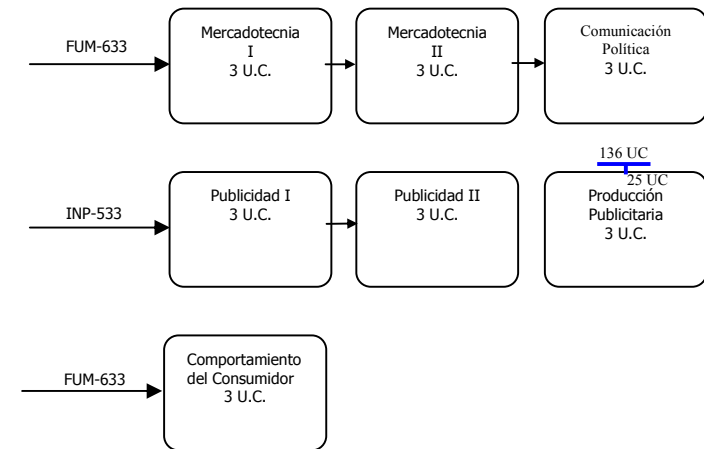 FUM-633
Mercadotecnia
I
3 U.C.
Mercadotecnia
II
3 U.C.
Comunicación
Política
3 U.C.
INP-533
Publicidad I
3 U.C.
Publicidad II
3 U.C.
136 UC
25 UC
Producción
Publicitaria
3 U.C.
FUM-633
Comportamiento
del Consumidor
3 U.C.